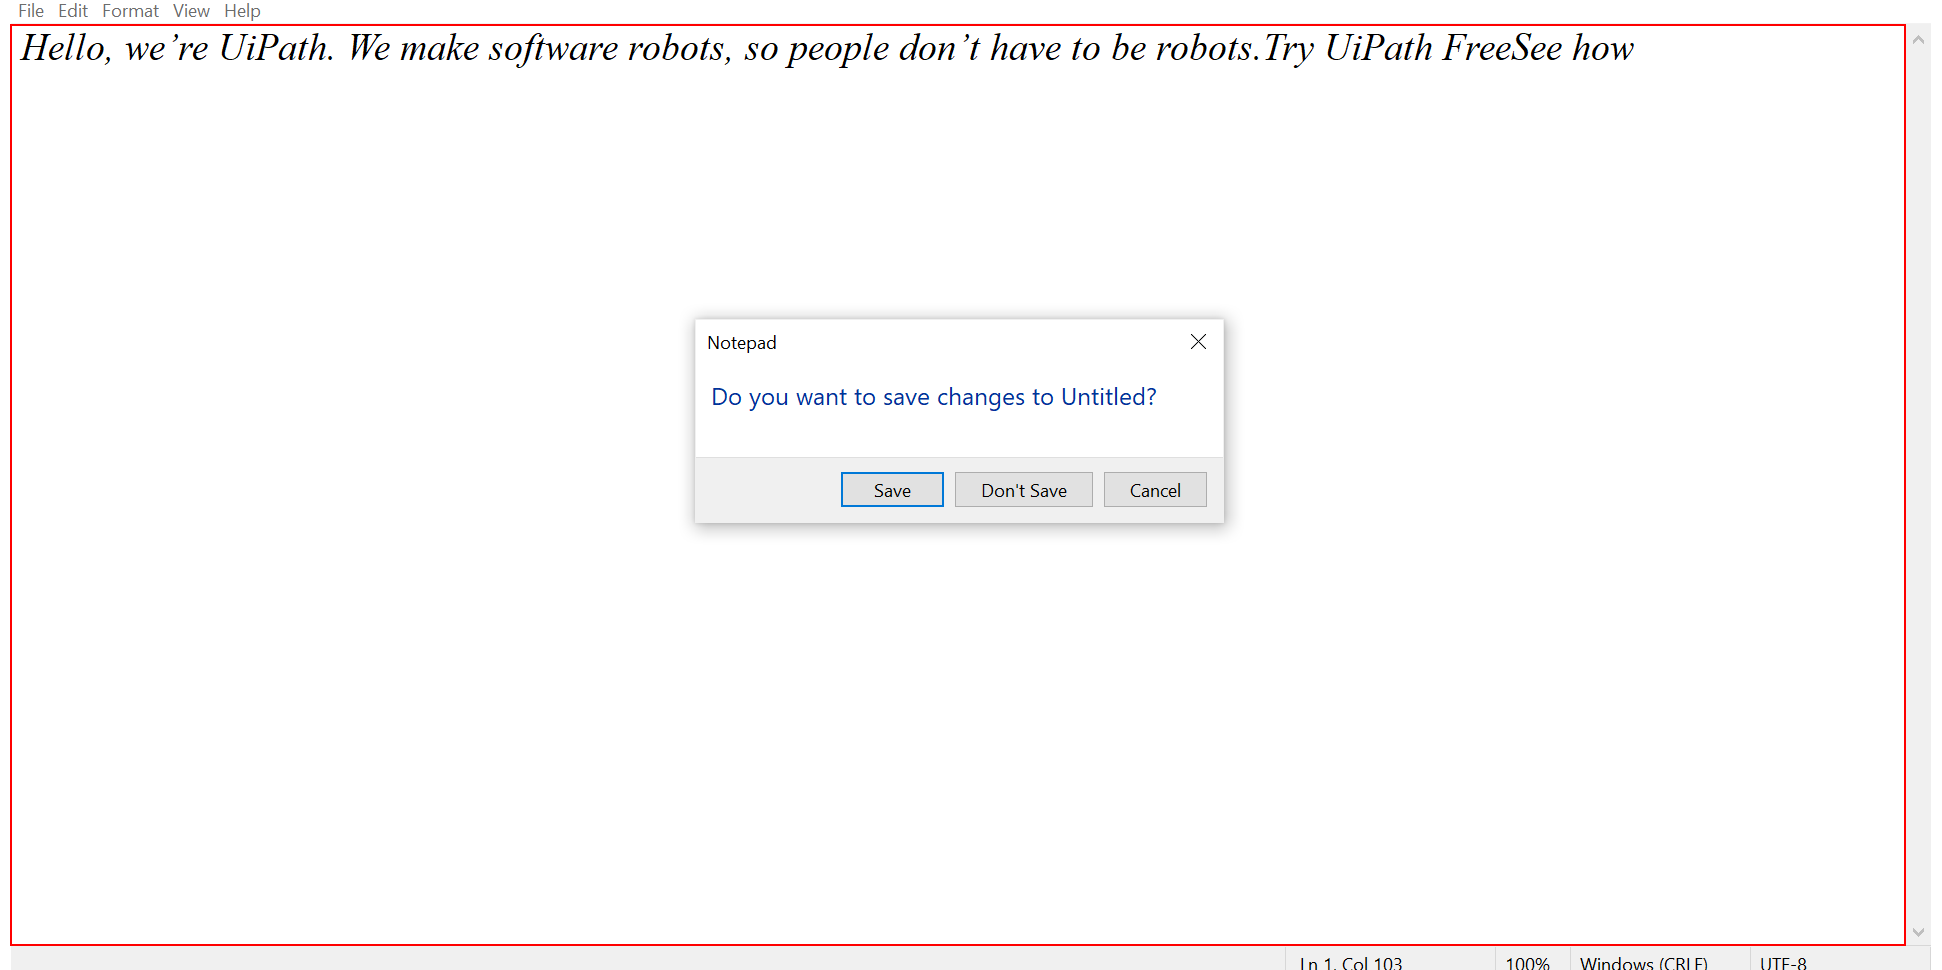 File Edit Format View Help
Hello, we’re UiPath. We make software robots, so people don’t have to be robots.Try UiPath FreeSee how
Notepad
Do you want to save changes to Untitled?
Save Don't Save Cancel
Ln 1, Col 103 100% Windows (CRLF) UTF-8